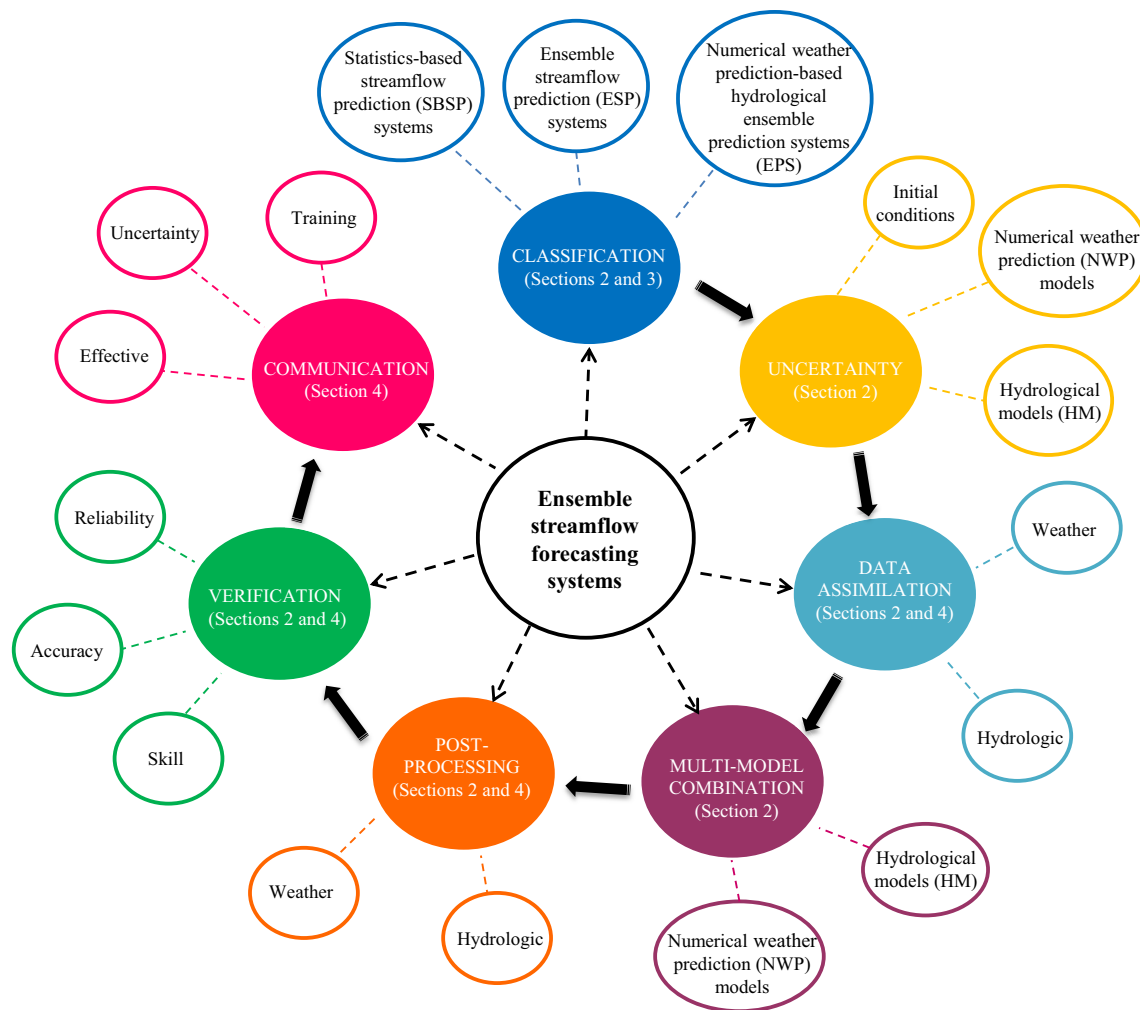 Statistics-based
streamflow
prediction (SBSP)
systems
Ensemble
streamflow
prediction (ESP)
systems
Numerical weather
prediction-based
hydrological
ensemble
prediction systems
(EPS)
CLASSIFICATION
(Sections 2 and 3)
Initial
conditions
Numerical weather
prediction (NWP)
models
Hydrological
models (HM)
UNCERTAINTY
(Section 2)
Weather
Hydrologic
DATA
ASSIMILATION
(Sections 2 and 4)
MULTI-MODEL
COMBINATION
(Section 2)
Hydrological
models (HM)
Numerical weather
prediction (NWP)
models
POST-
PROCESSING
(Sections 2 and 4)
Weather
Hydrologic
VERIFICATION
(Sections 2 and 4)
Reliability
Accuracy
Skill
COMMUNICATION
(Section 4)
Training
Uncertainty
Effective
Ensemble
streamflow
forecasting
systems